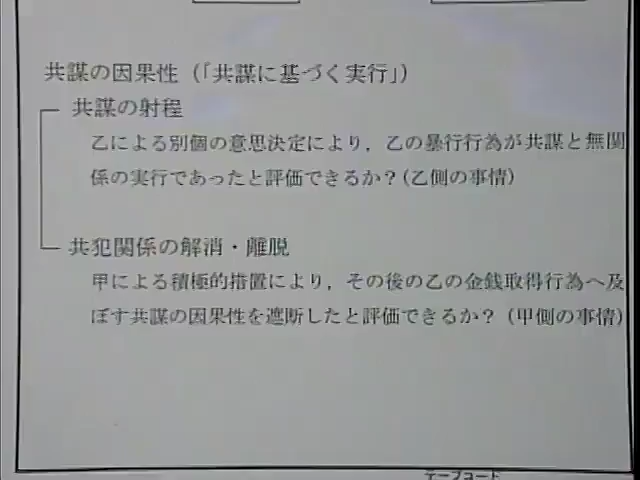 共謀の因果性（「共謀に基づく実行」）
共謀の射程
乙による別個の意思決定により，乙の暴行行為が共謀と無関
係の実行であったと評価できるか？（乙側の事情）
共犯関係の解消・離脱
甲による積極的措置により，その後の乙の金銭取得行為へ及
ぼす共謀の因果性を遮断したと評価できるか？（甲側の事情）
テープコート